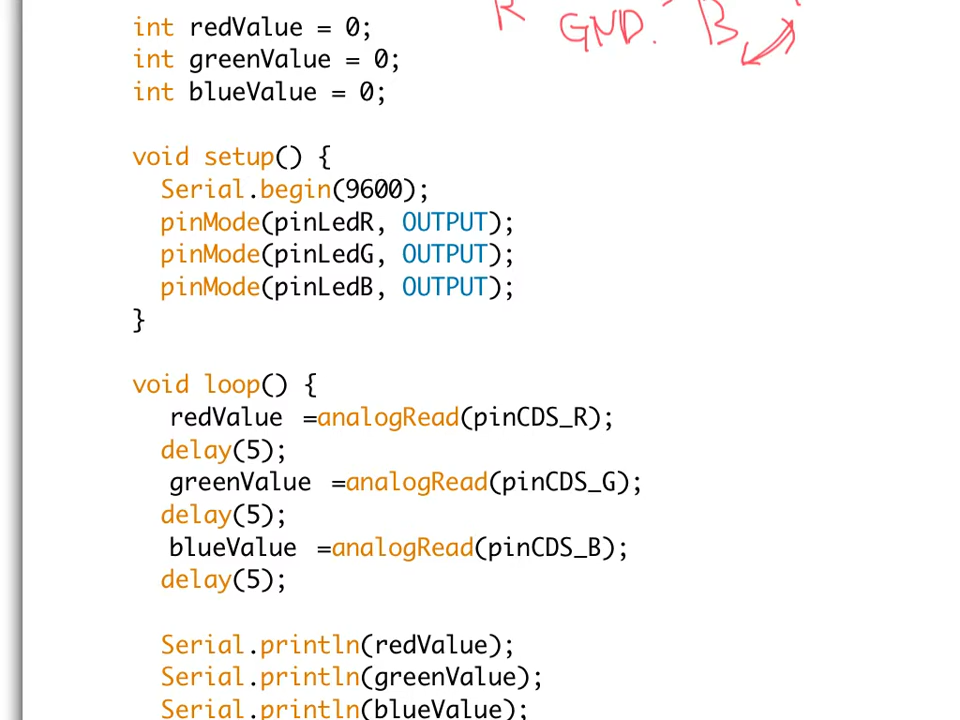 R GND. B
int redValue = 0;
int greenValue = 0;
int blueValue = 0;
void setup() {
Serial.begin(9600);
pinMode(pinLedR, OUTPUT);
pinMode(pinLedG, OUTPUT);
pinMode(pinLedB, OUTPUT);
}
void loop() {
redValue =analogRead(pinCDS_R);
delay(5);
greenValue =analogRead(pinCDS_G);
delay(5);
blueValue =analogRead(pinCDS_B);
delay(5);
Serial.println(redValue);
Serial.println(greenValue);
Serial.println(blueValue);